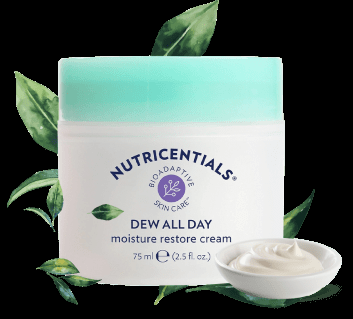 NUTRICENTIALS®
BIOADAPTIVE
SKIN CARE™
DEW ALL DAY
moisture restore cream
75 ml ℮ (2.5 fl. oz.)